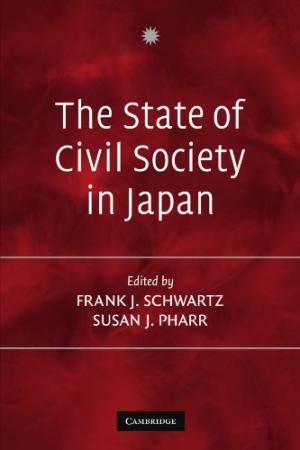 The State of
Civil Society
in Japan
Edited by
FRANK J. SCHWARTZ
SUSAN J. PHARR
CAMBRIDGE